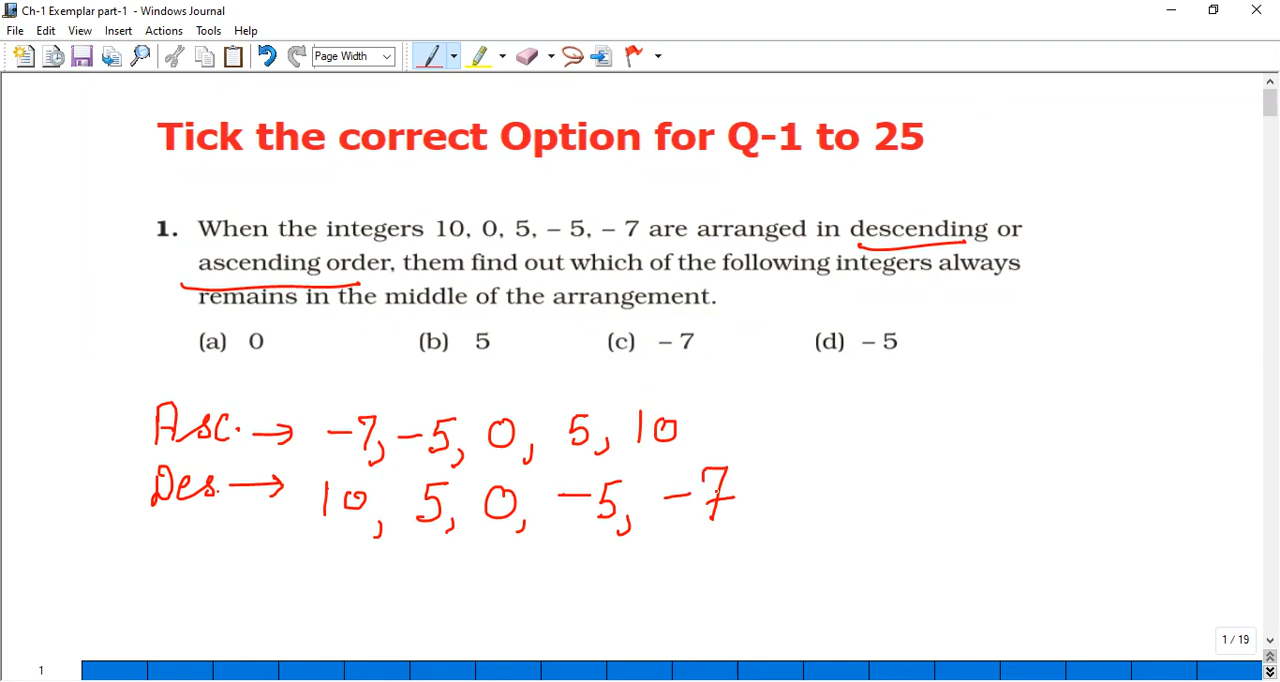 Ch-1 Exemplar part-1 - Windows Journal
File Edit View Insert Actions Tools Help
Page Width
Tick the correct Option for Q-1 to 25
1. When the integers 10, 0, 5, – 5, – 7 are arranged in descending or
ascending order, them find out which of the following integers always
remains in the middle of the arrangement.
(a) 0 (b) 5 (c) – 7 (d) – 5
Asc. → -7, -5, 0, 5, 10
Des. → 10, 5, 0, -5, -7
1 / 19
1